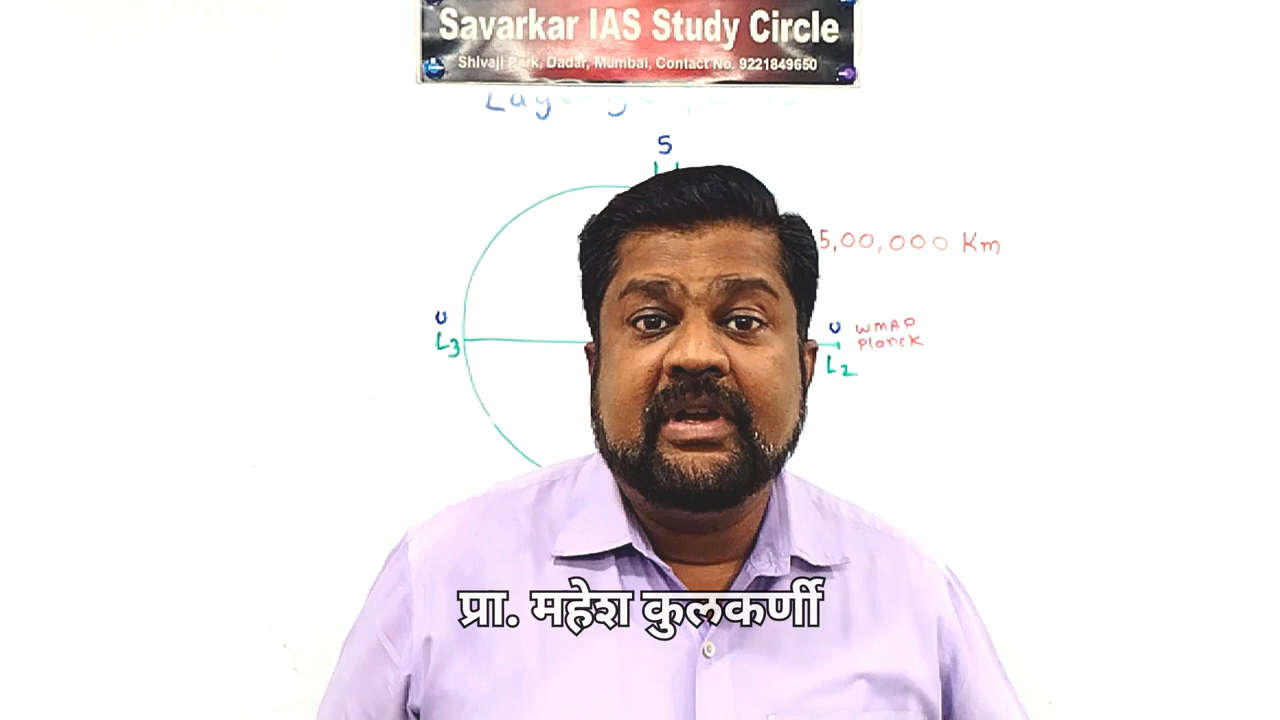 Savarkar IAS Study Circle
Shivaji Park, Dadar, Mumbai, Contact No. 9221849650
S
5,00,000 Km
U
L3
U WMAP
Planck
L2
प्रा. महेश कुलकर्णी